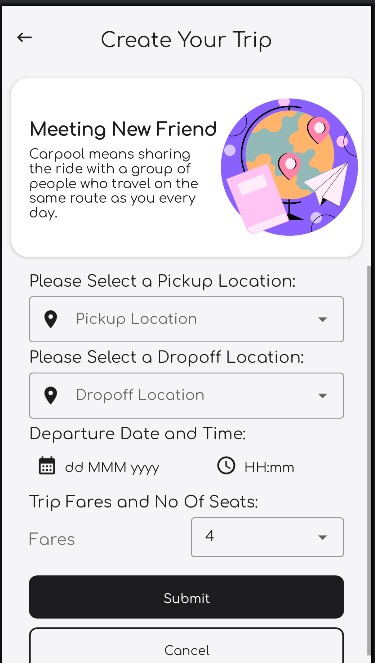 Create Your Trip
Meeting New Friend
Carpool means sharing
the ride with a group of
people who travel on the
same route as you every
day.
Please Select a Pickup Location:
Pickup Location
Please Select a Dropoff Location:
Dropoff Location
Departure Date and Time:
dd MMM yyyy HH:mm
Trip Fares and No Of Seats:
Fares 4
Submit
Cancel